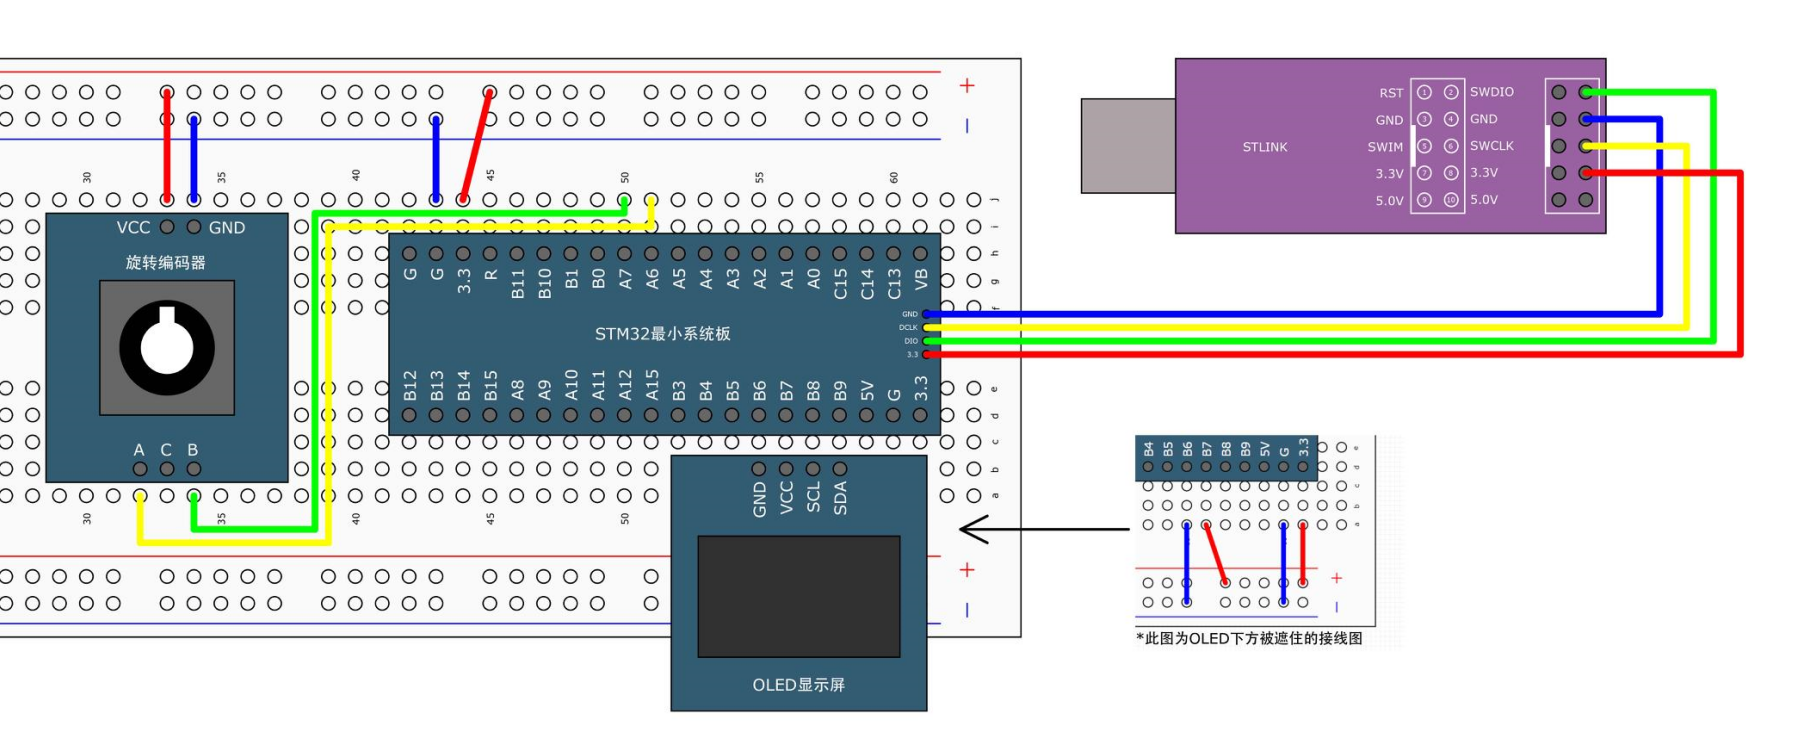 +
−
30
35
40
45
50
55
60
j
i
h
g
f
e
d
c
b
a
VCC
GND
旋转编码器
A C B
30
35
40
45
50
+
−
G G 3.3 R B11 B10 B1 B0 A7 A6 A5 A4 A3 A2 A1 A0 C15 C14 C13 VB
STM32最小系统板
GND
DCLK
DIO
3.3
B12 B13 B14 B15 A8 A9 A10 A11 A12 A15 B3 B4 B5 B6 B7 B8 B9 5V G 3.3
GND VCC SCL SDA
OLED显示屏
STLINK
RST 1 2 SWDIO
GND 3 4 GND
SWIM 5 6 SWCLK
3.3V 7 8 3.3V
5.0V 9 10 5.0V
B4 B5 B6 B7 B8 B9 5V G 3.3
e
d
c
b
a
+
−
*此图为OLED下方被遮住的接线图